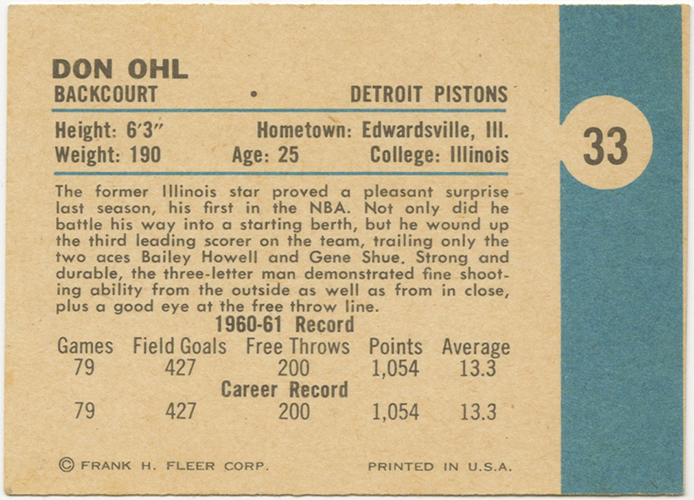 DON OHL
BACKCOURT • DETROIT PISTONS
Height: 6'3" Hometown: Edwardsville, Ill.
Weight: 190 Age: 25 College: Illinois
33
The former Illinois star proved a pleasant surprise
last season, his first in the NBA. Not only did he
battle his way into a starting berth, but he wound up
the third leading scorer on the team, trailing only the
two aces Bailey Howell and Gene Shue. Strong and
durable, the three-letter man demonstrated fine shoot-
ing ability from the outside as well as from in close,
plus a good eye at the free throw line.
1960-61 Record
Games Field Goals Free Throws Points Average
79 427 200 1,054 13.3
Career Record
79 427 200 1,054 13.3
© FRANK H. FLEER CORP. PRINTED IN U.S.A.